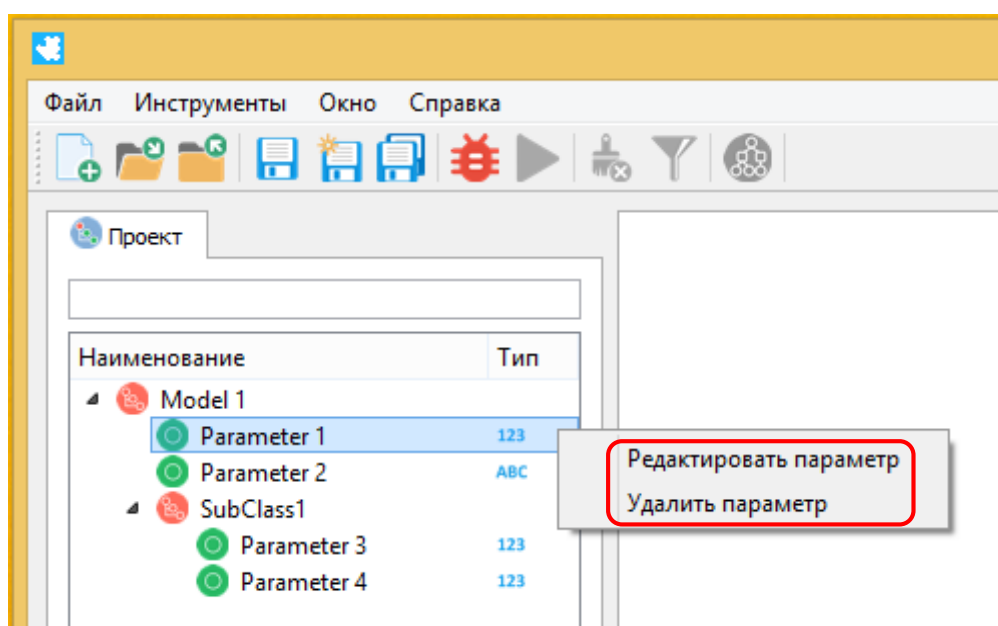 Файл Инструменты Окно Справка
Проект
Наименование Тип
Model 1
Parameter 1 123
Parameter 2 ABC
SubClass1
Parameter 3 123
Parameter 4 123
Редактировать параметр
Удалить параметр